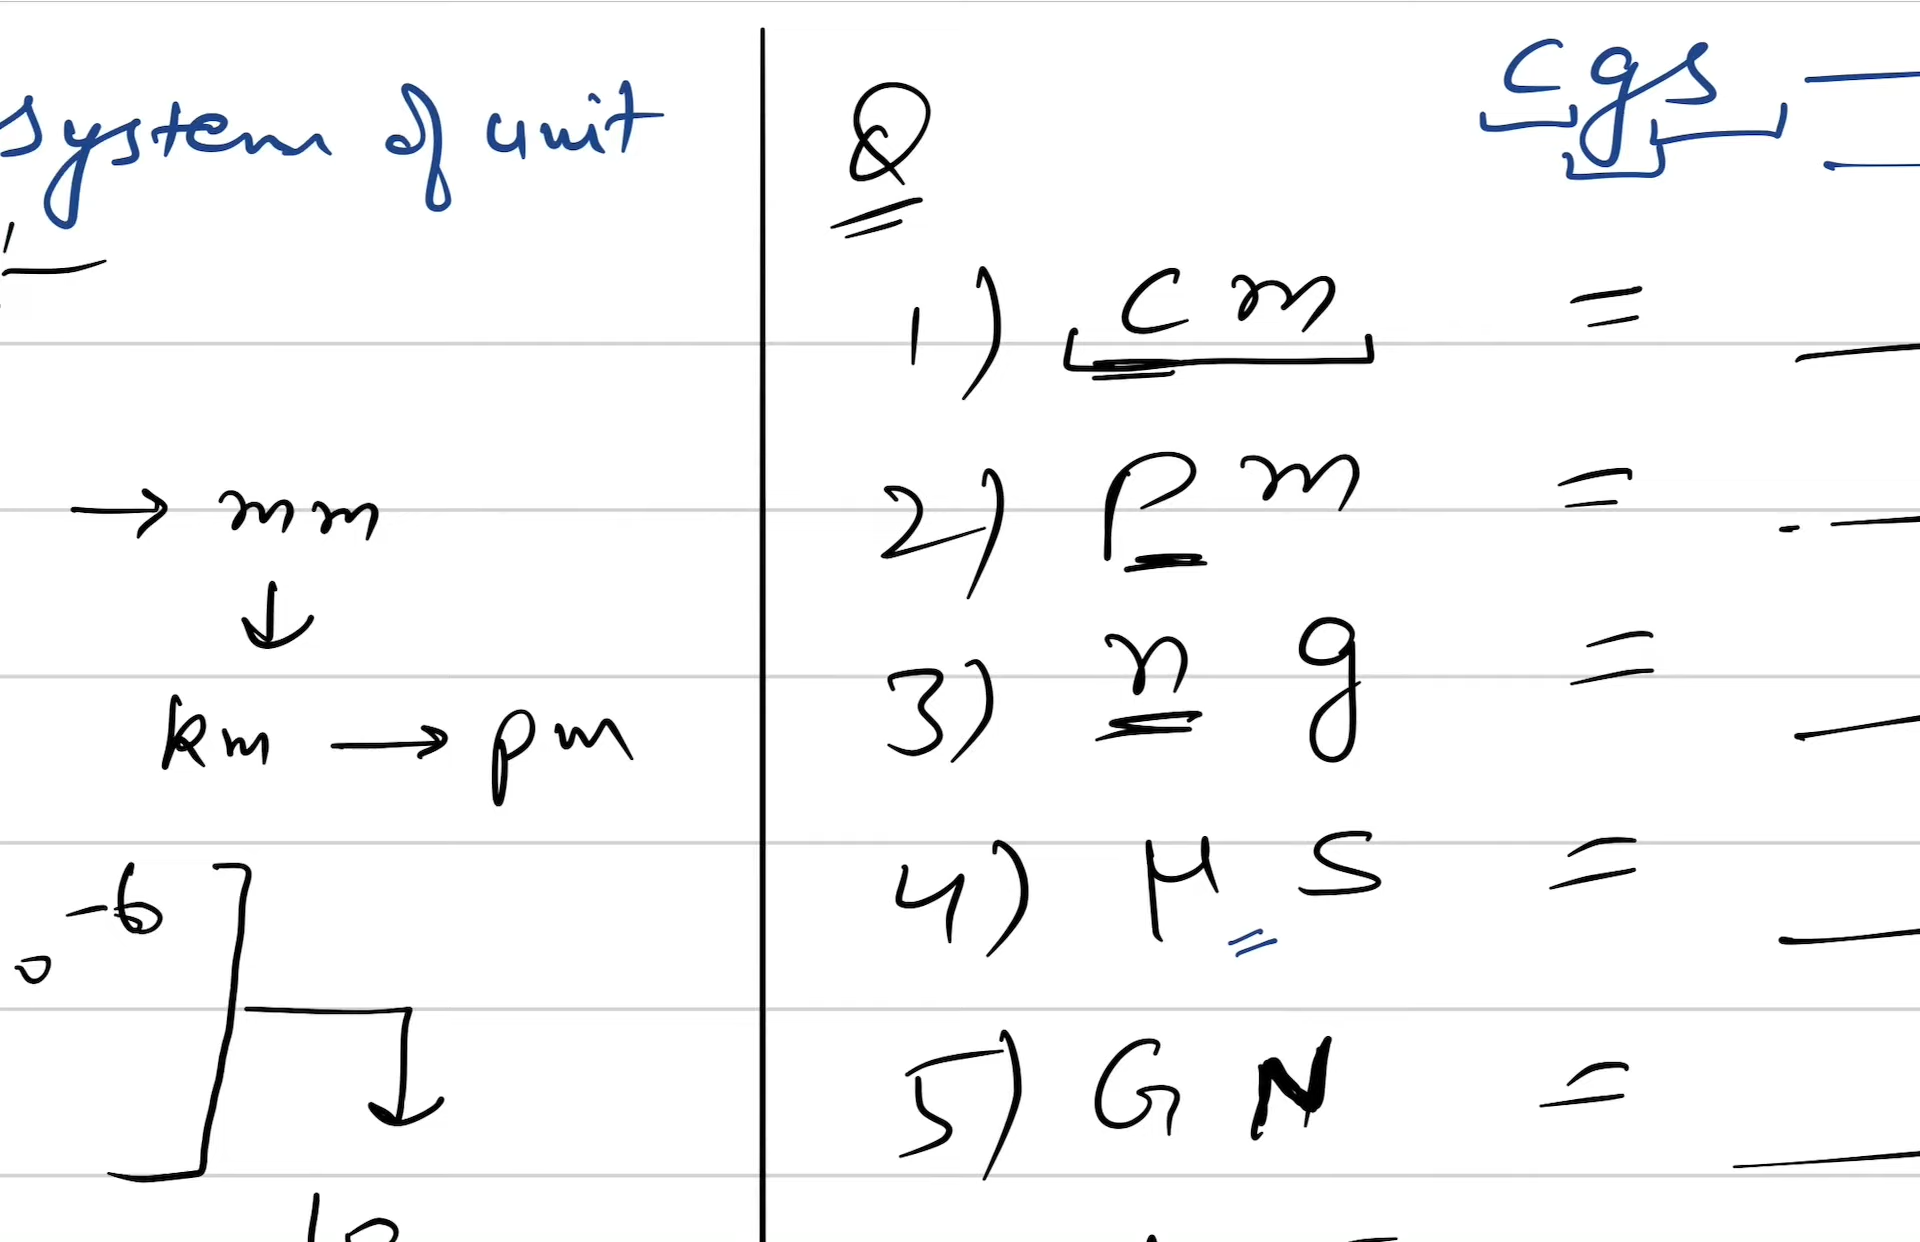 system of unit
→ mm
↓
km → pm
-6
Q
cgs
1) cm =
2) pm =
3) ng =
4) μs =
5) GN =